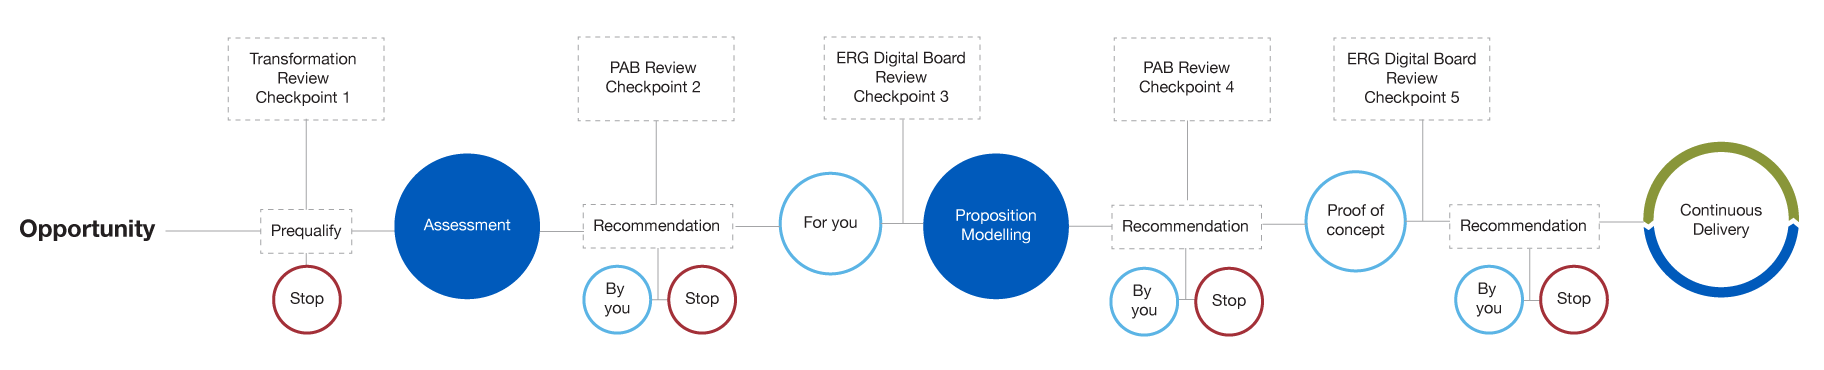 Transformation
Review
Checkpoint 1
PAB Review
Checkpoint 2
ERG Digital Board
Review
Checkpoint 3
PAB Review
Checkpoint 4
ERG Digital Board
Review
Checkpoint 5
Opportunity
Prequalify
Assessment
Recommendation
For you
Proposition
Modelling
Recommendation
Proof of
concept
Recommendation
Continuous
Delivery
Stop
By
you
Stop
By
you
Stop
By
you
Stop